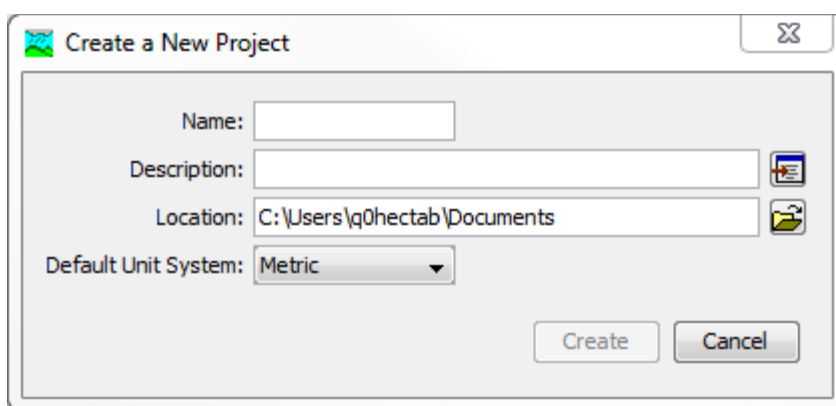 Create a New Project
Name:
Description:
Location: C:\Users\q0hectab\Documents
Default Unit System: Metric
Create Cancel